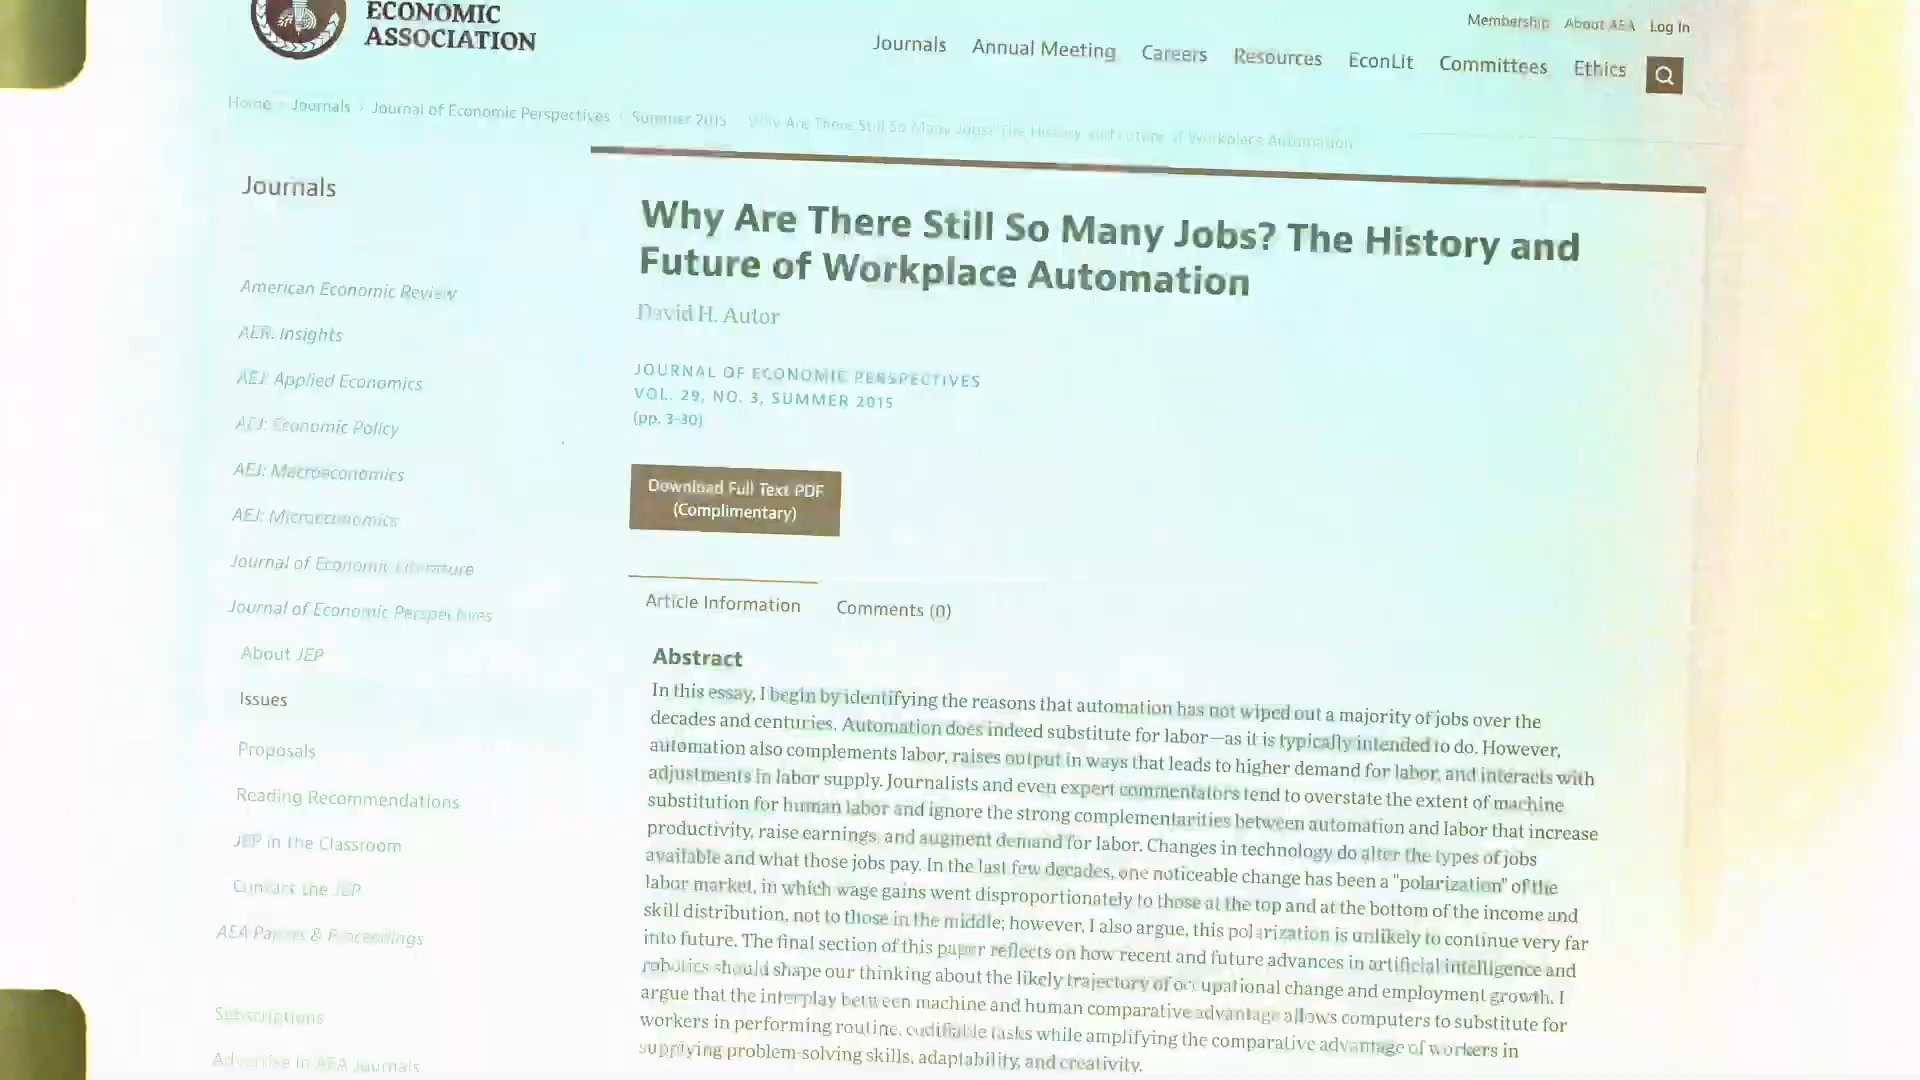 ECONOMIC
ASSOCIATION
Membership About AEA Log In
Journals Annual Meeting Careers Resources EconLit Committees Ethics
Home › Journals › Journal of Economic Perspectives › Summer 2015 › Why Are There Still So Many Jobs? The History and Future of Workplace Automation
Journals
American Economic Review
AER: Insights
AEJ: Applied Economics
AEJ: Economic Policy
AEJ: Macroeconomics
AEJ: Microeconomics
Journal of Economic Literature
Journal of Economic Perspectives
About JEP
Issues
Proposals
Reading Recommendations
JEP in the Classroom
Contact the JEP
AEA Papers & Proceedings
Subscriptions
Advertise in AEA Journals
Why Are There Still So Many Jobs? The History and
Future of Workplace Automation
David H. Autor
JOURNAL OF ECONOMIC PERSPECTIVES
VOL. 29, NO. 3, SUMMER 2015
(pp. 3-30)
Download Full Text PDF
(Complimentary)
Article Information Comments (0)
Abstract
In this essay, I begin by identifying the reasons that automation has not wiped out a majority of jobs over the
decades and centuries. Automation does indeed substitute for labor—as it is typically intended to do. However,
automation also complements labor, raises output in ways that leads to higher demand for labor, and interacts with
adjustments in labor supply. Journalists and even expert commentators tend to overstate the extent of machine
substitution for human labor and ignore the strong complementarities between automation and labor that increase
productivity, raise earnings, and augment demand for labor. Changes in technology do alter the types of jobs
available and what those jobs pay. In the last few decades, one noticeable change has been a "polarization" of the
labor market, in which wage gains went disproportionately to those at the top and at the bottom of the income and
skill distribution, not to those in the middle; however, I also argue, this polarization is unlikely to continue very far
into future. The final section of this paper reflects on how recent and future advances in artificial intelligence and
robotics should shape our thinking about the likely trajectory of occupational change and employment growth. I
argue that the interplay between machine and human comparative advantage allows computers to substitute for
workers in performing routine, codifiable tasks while amplifying the comparative advantage of workers in
supplying problem-solving skills, adaptability, and creativity.